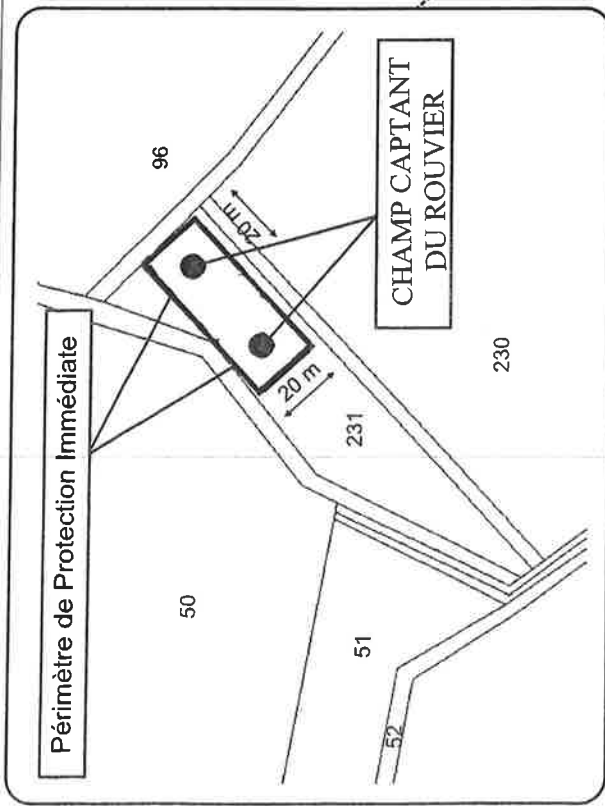 Périmètre de Protection Immédiate
96
50
20 m
20 m
231
51
52
230
CHAMP CAPTANT
DU ROUVIER